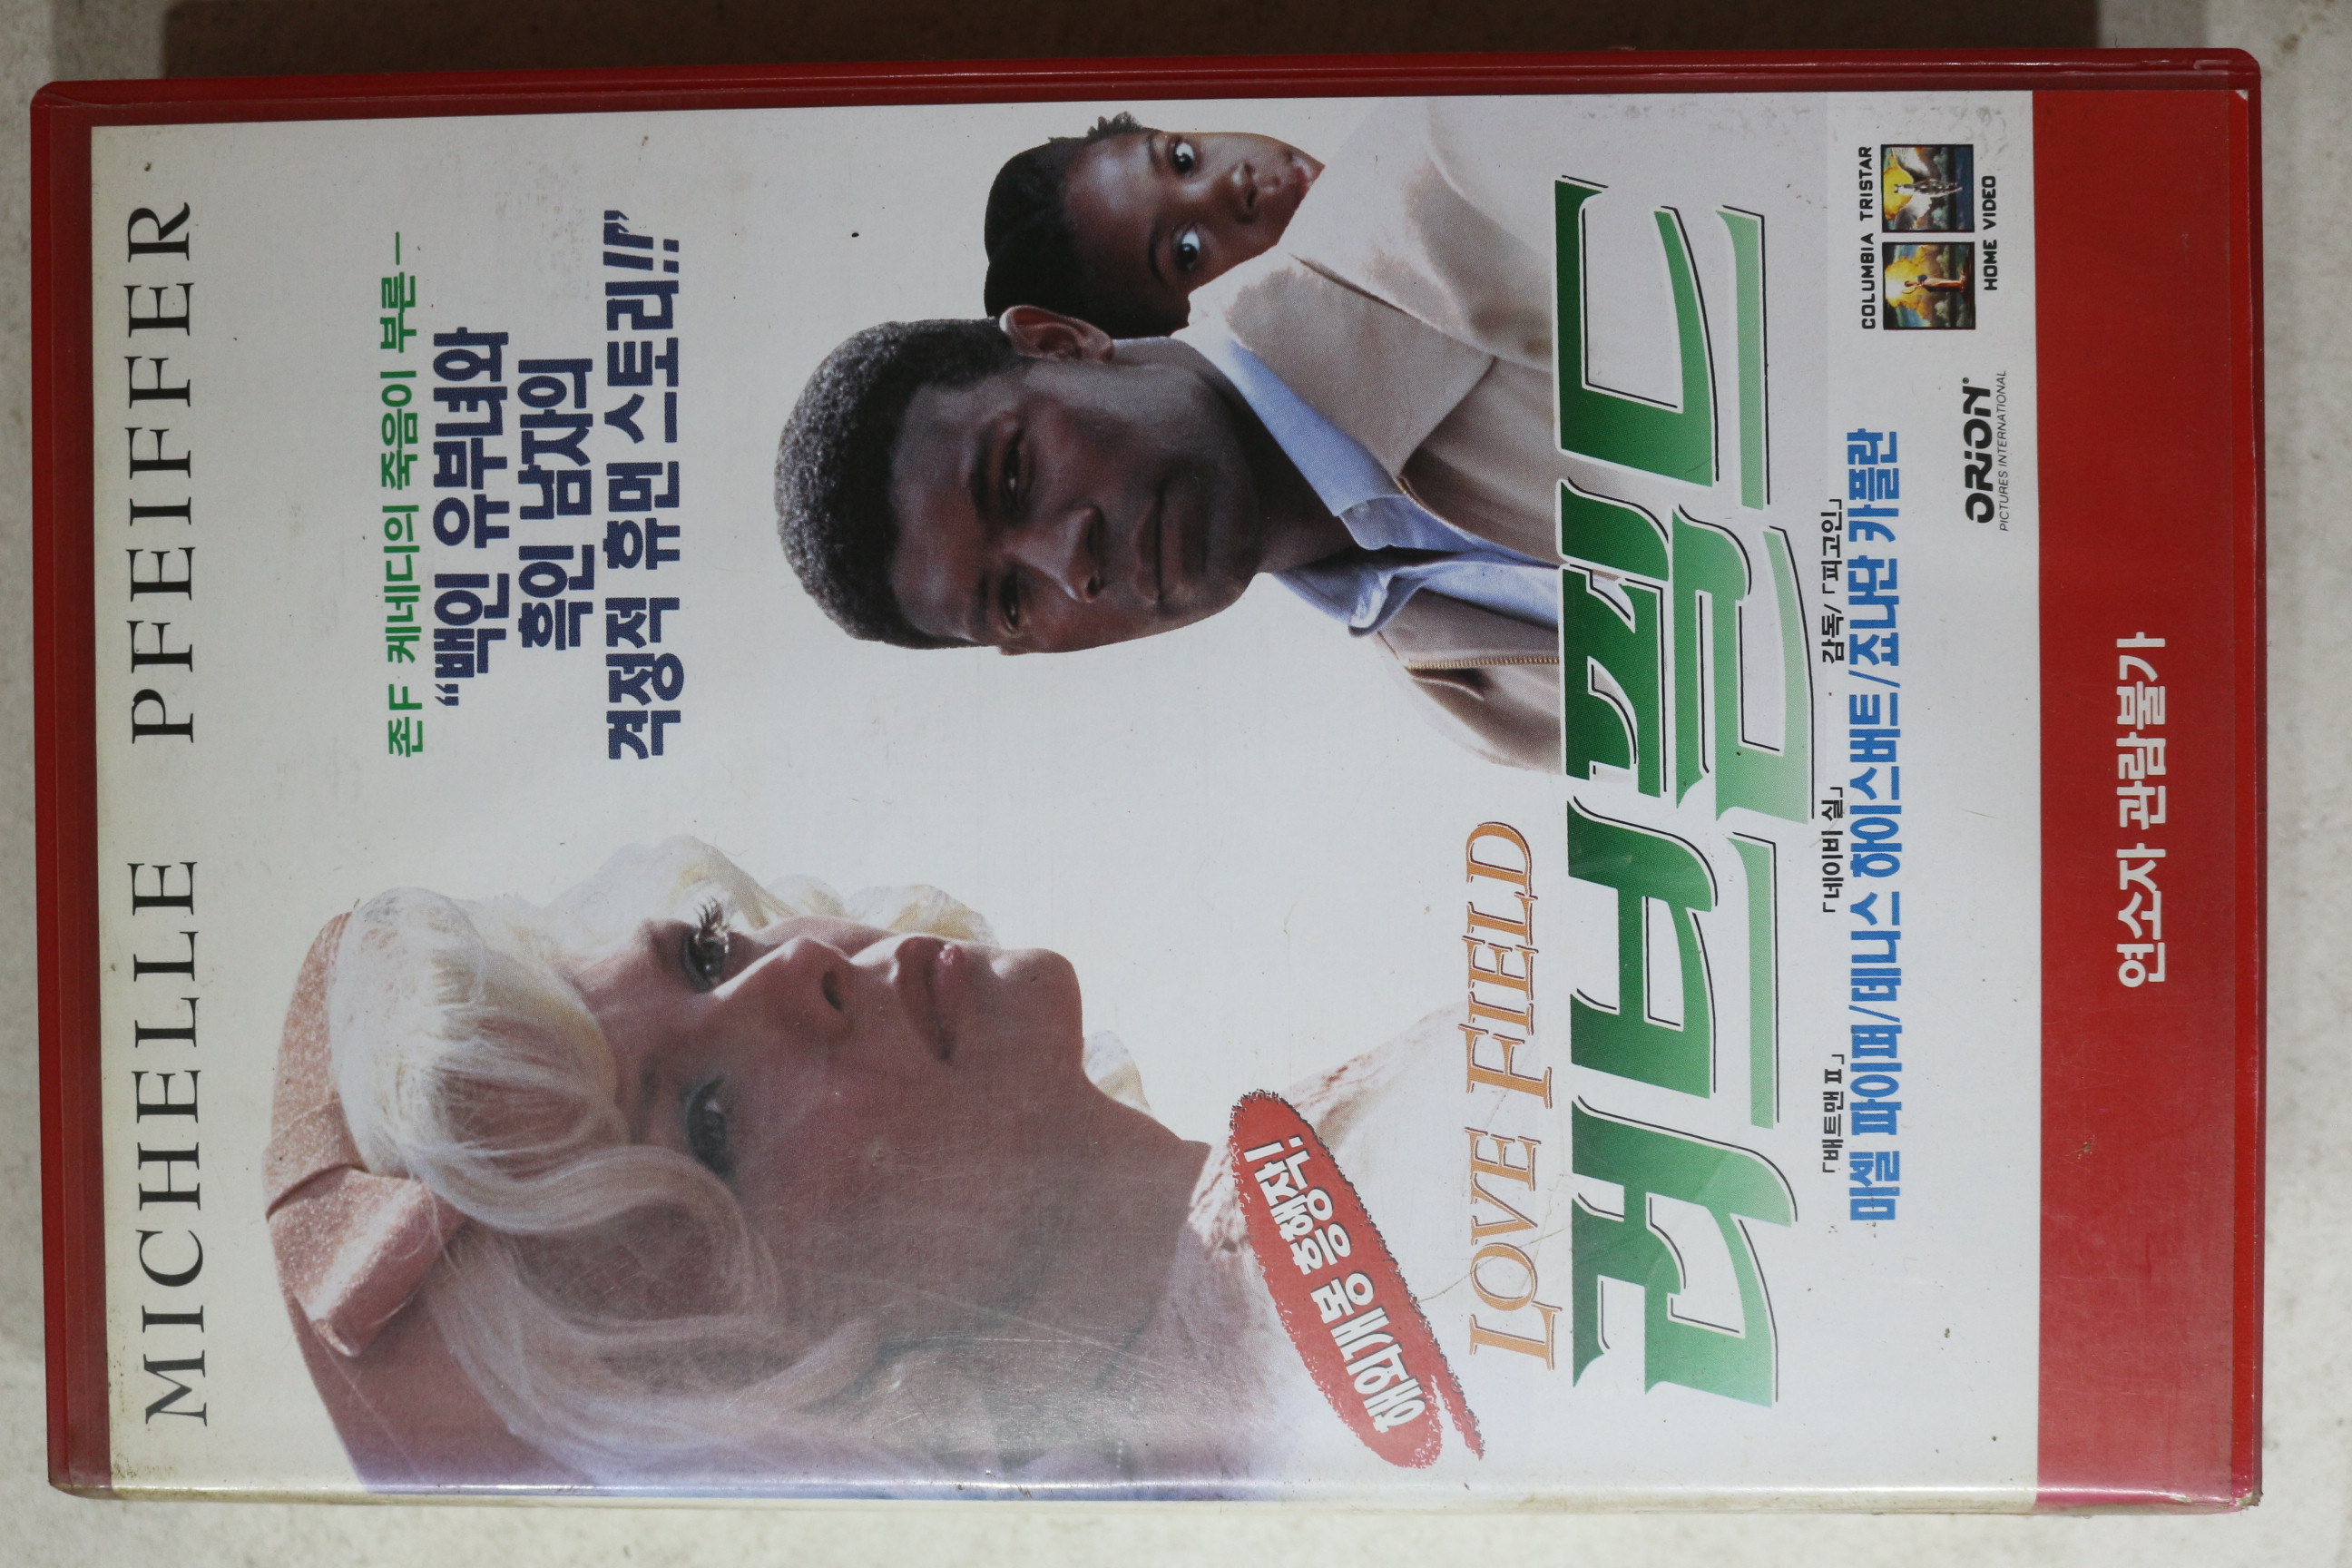 MICHELLE PFEIFFER
존F 케네디의 죽음이 부른―
“백인 유부녀와
흑인 남자의
격정적 휴먼 스토리!!”
해외개봉 흥행작!
LOVE FIELD
러브필드
「배트맨 Ⅱ」 「네이비 실」 감독/「피고인」
미셸 파이퍼/데니스 하이스버트/죠나단 카플란
COLUMBIA TRISTAR
HOME VIDEO
ORION®
PICTURES INTERNATIONAL
연소자 관람불가